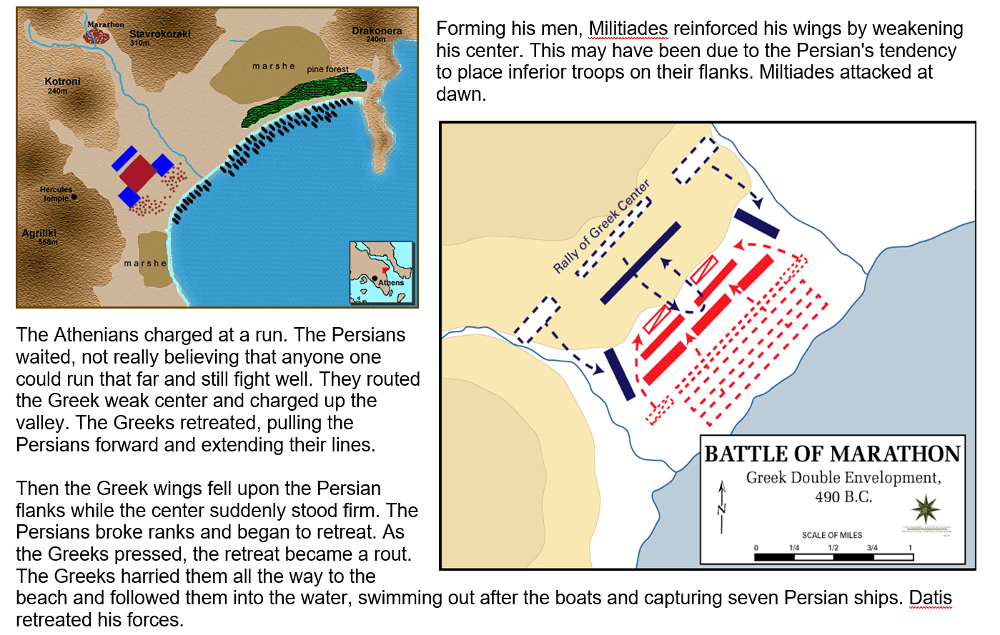 Marathon
Stavrokoraki
310m
Drakonera
240m
marshe
pine forest
Kotroni
240m
Hercules
temple
Agriliki
558m
marshe
Athens
Forming his men, Militiades reinforced his wings by weakening
his center. This may have been due to the Persian's tendency
to place inferior troops on their flanks. Miltiades attacked at
dawn.
Rally of Greek Center
BATTLE OF MARATHON
Greek Double Envelopment,
490 B.C.
N
SCALE OF MILES
0 1/4 1/2 3/4 1
The Athenians charged at a run. The Persians
waited, not really believing that anyone one
could run that far and still fight well. They routed
the Greek weak center and charged up the
valley. The Greeks retreated, pulling the
Persians forward and extending their lines.
Then the Greek wings fell upon the Persian
flanks while the center suddenly stood firm. The
Persians broke ranks and began to retreat. As
the Greeks pressed, the retreat became a rout.
The Greeks harried them all the way to the
beach and followed them into the water, swimming out after the boats and capturing seven Persian ships. Datis
retreated his forces.